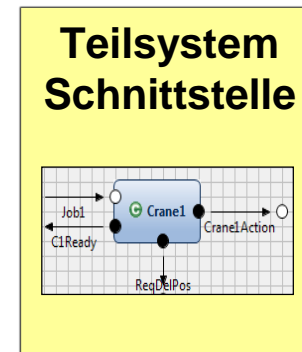 Teilsystem
Schnittstelle
Job1
C Crane1
C1Ready
Crane1Action
ReqDelPos